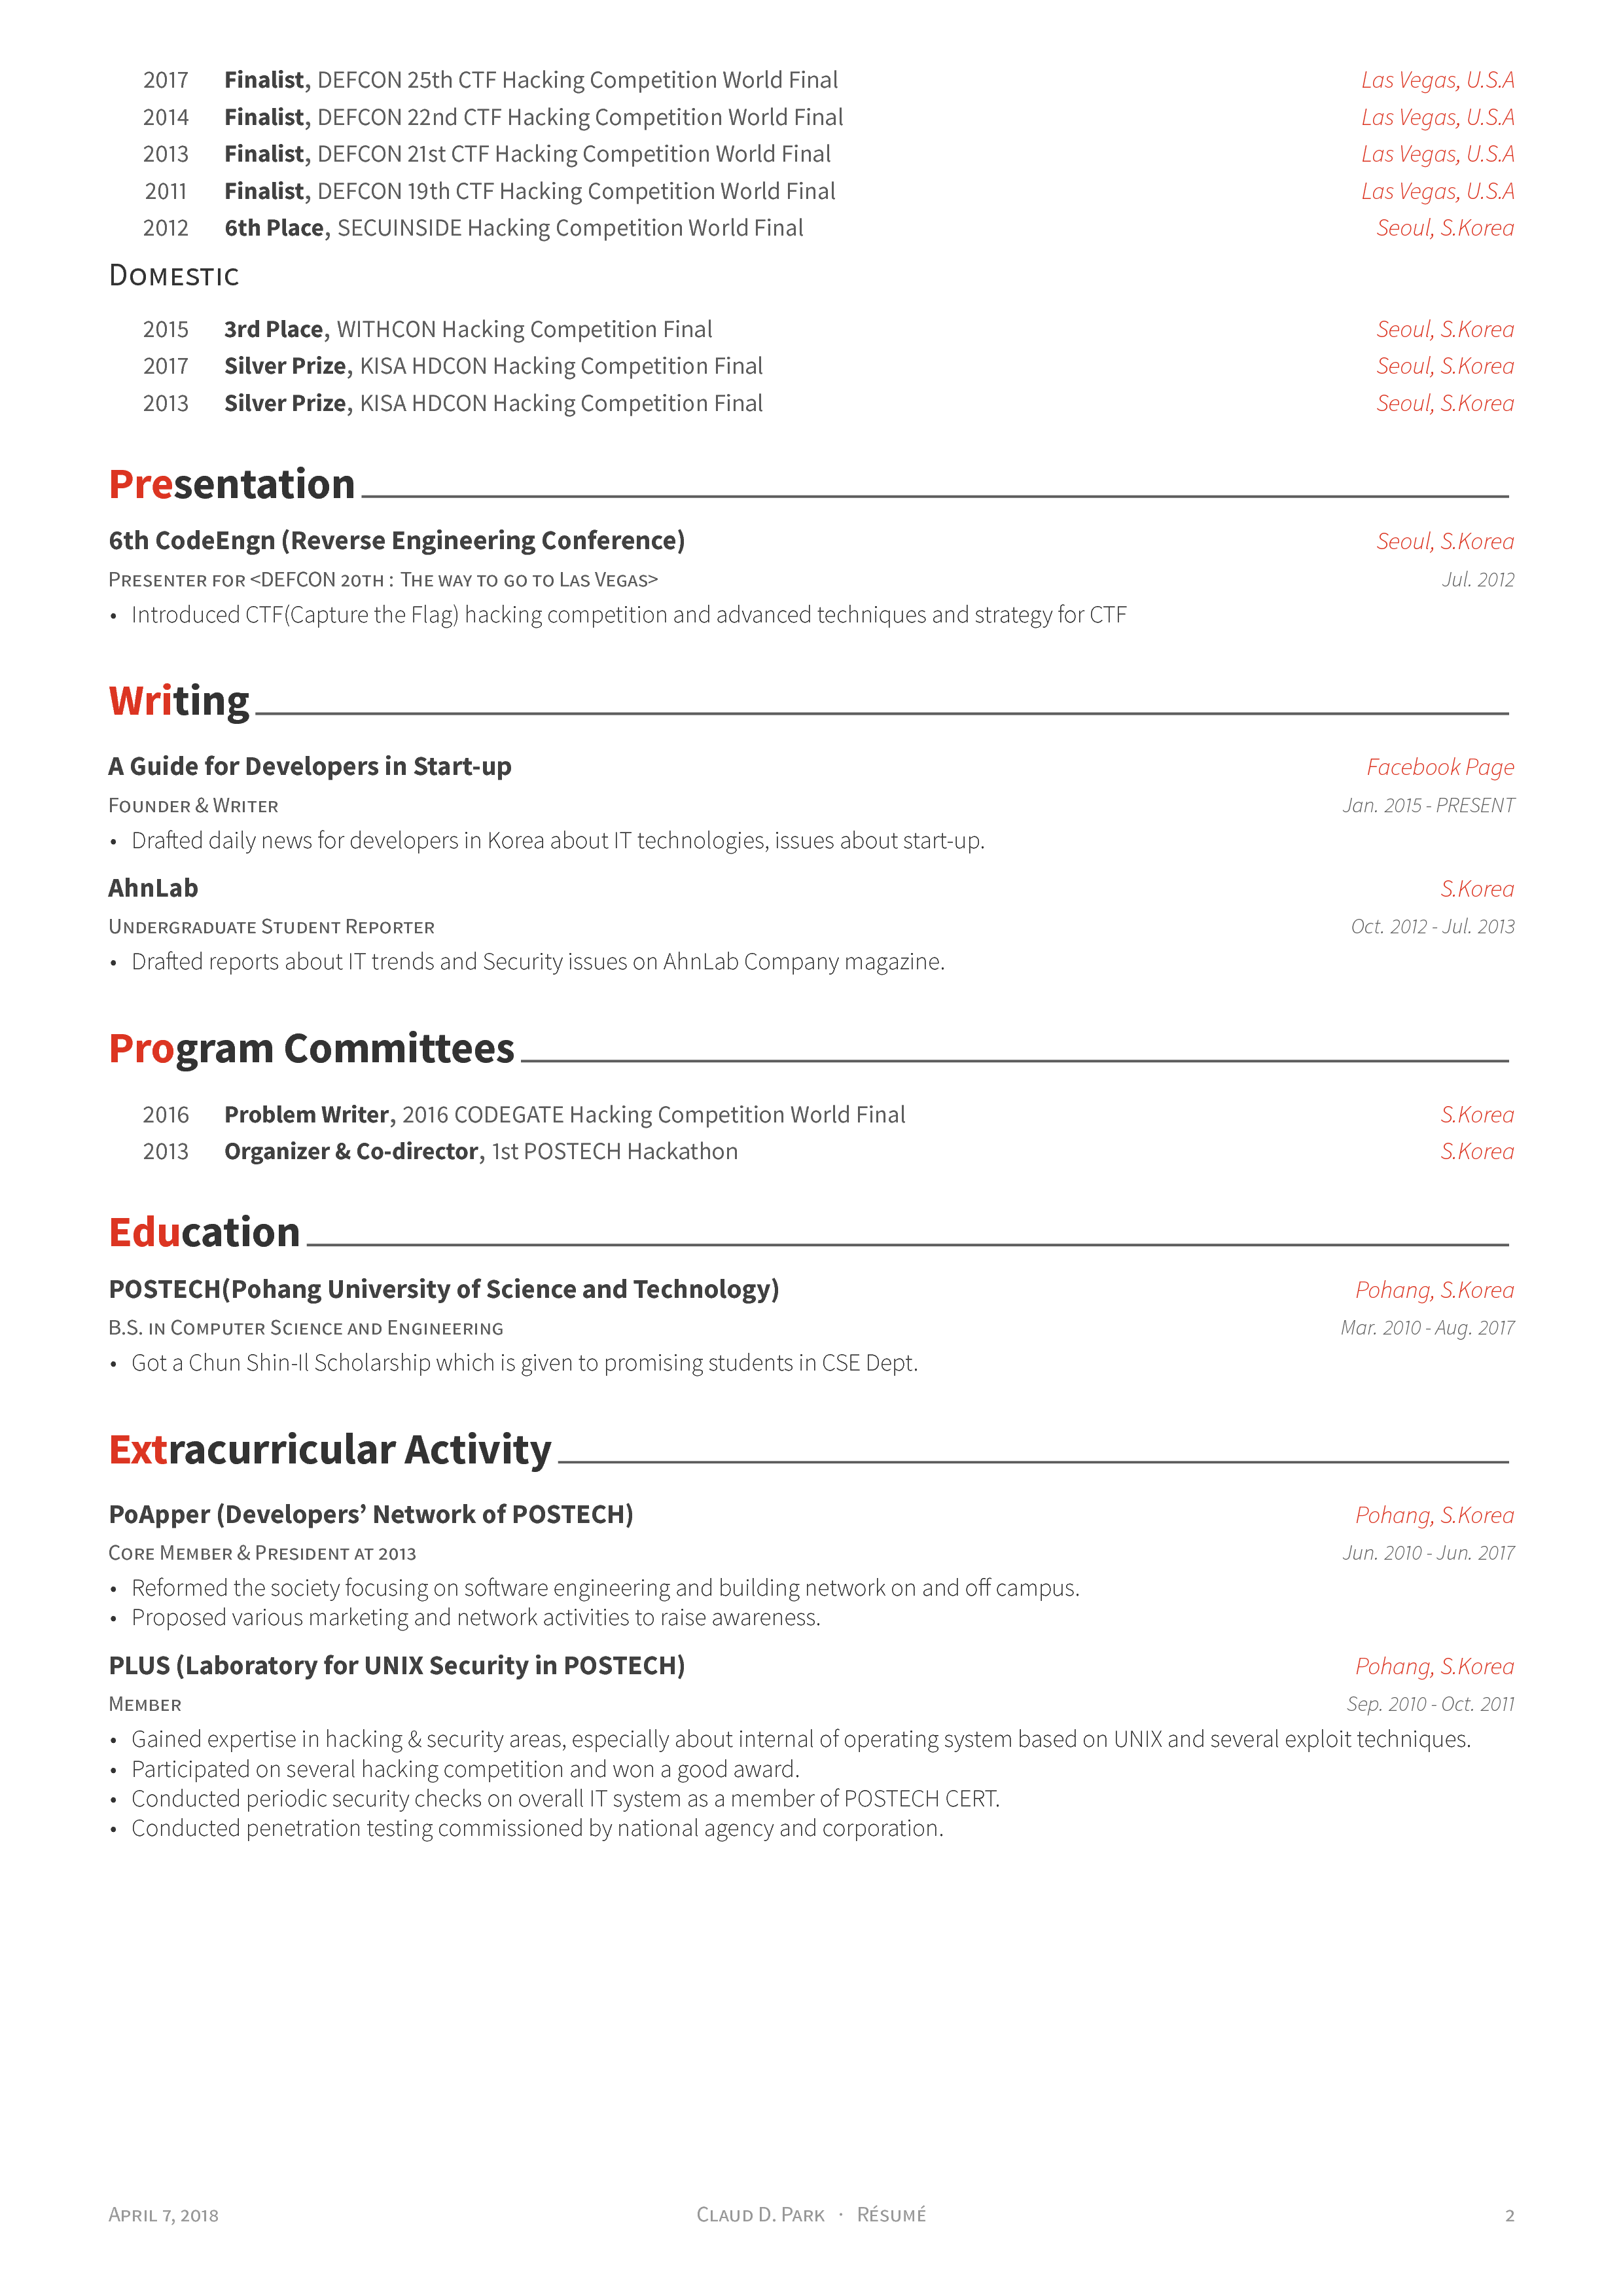 2017 Finalist, DEFCON 25th CTF Hacking Competition World Final Las Vegas, U.S.A
2014 Finalist, DEFCON 22nd CTF Hacking Competition World Final Las Vegas, U.S.A
2013 Finalist, DEFCON 21st CTF Hacking Competition World Final Las Vegas, U.S.A
2011 Finalist, DEFCON 19th CTF Hacking Competition World Final Las Vegas, U.S.A
2012 6th Place, SECUINSIDE Hacking Competition World Final Seoul, S.Korea
Domestic
2015 3rd Place, WITHCON Hacking Competition Final Seoul, S.Korea
2017 Silver Prize, KISA HDCON Hacking Competition Final Seoul, S.Korea
2013 Silver Prize, KISA HDCON Hacking Competition Final Seoul, S.Korea
Presentation
6th CodeEngn (Reverse Engineering Conference) Seoul, S.Korea
Presenter for <DEFCON 20th : The way to go to Las Vegas> Jul. 2012
• Introduced CTF(Capture the Flag) hacking competition and advanced techniques and strategy for CTF
Writing
A Guide for Developers in Start-up Facebook Page
Founder & Writer Jan. 2015 - PRESENT
• Drafted daily news for developers in Korea about IT technologies, issues about start-up.
AhnLab S.Korea
Undergraduate Student Reporter Oct. 2012 - Jul. 2013
• Drafted reports about IT trends and Security issues on AhnLab Company magazine.
Program Committees
2016 Problem Writer, 2016 CODEGATE Hacking Competition World Final S.Korea
2013 Organizer & Co-director, 1st POSTECH Hackathon S.Korea
Education
POSTECH(Pohang University of Science and Technology) Pohang, S.Korea
B.S. in Computer Science and Engineering Mar. 2010 - Aug. 2017
• Got a Chun Shin-Il Scholarship which is given to promising students in CSE Dept.
Extracurricular Activity
PoApper (Developers’ Network of POSTECH) Pohang, S.Korea
Core Member & President at 2013 Jun. 2010 - Jun. 2017
• Reformed the society focusing on software engineering and building network on and off campus.
• Proposed various marketing and network activities to raise awareness.
PLUS (Laboratory for UNIX Security in POSTECH) Pohang, S.Korea
Member Sep. 2010 - Oct. 2011
• Gained expertise in hacking & security areas, especially about internal of operating system based on UNIX and several exploit techniques.
• Participated on several hacking competition and won a good award.
• Conducted periodic security checks on overall IT system as a member of POSTECH CERT.
• Conducted penetration testing commissioned by national agency and corporation.
April 7, 2018 Claud D. Park · Résumé 2